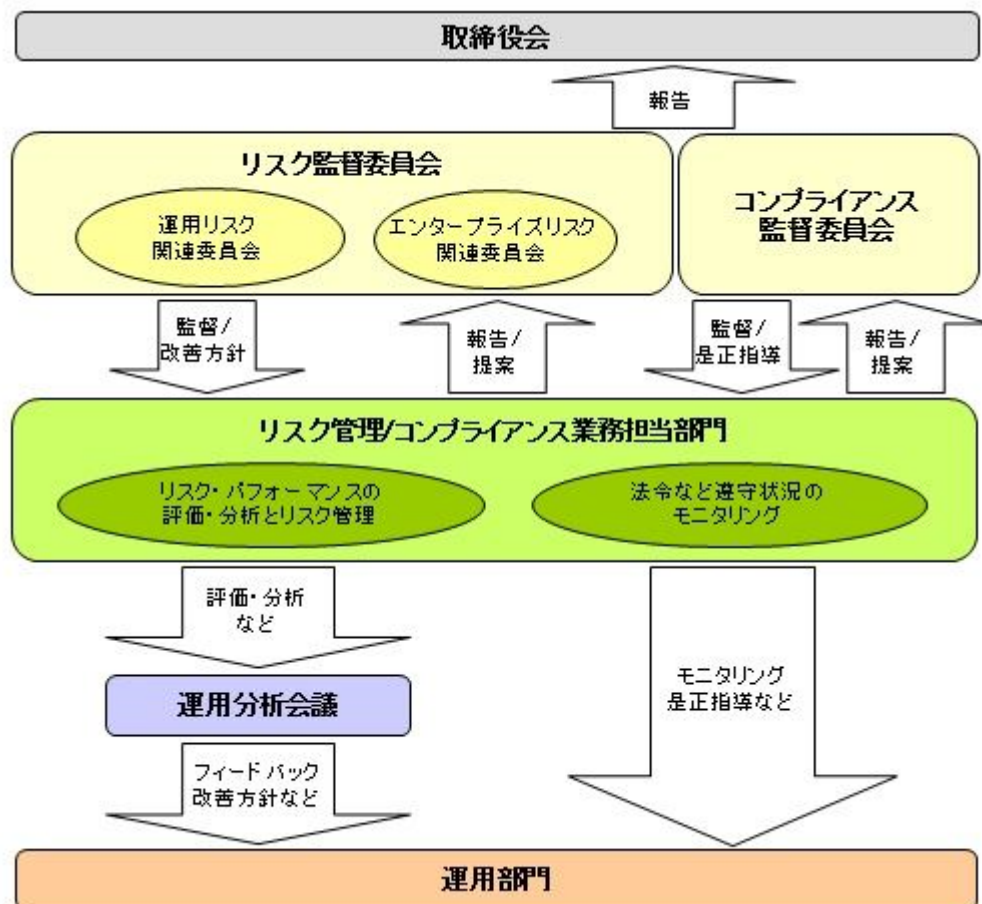 取締役会
報告
リスク監督委員会
運用リスク
関連委員会
エンタープライズリスク
関連委員会
コンプライアンス
監督委員会
監督/
改善方針
報告/
提案
監督/
是正指導
報告/
提案
リスク管理/コンプライアンス業務担当部門
リスク・パフォーマンスの
評価・分析とリスク管理
法令など遵守状況の
モニタリング
評価・分析
など
運用分析会議
モニタリング
是正指導など
フィードバック
改善方針など
運用部門